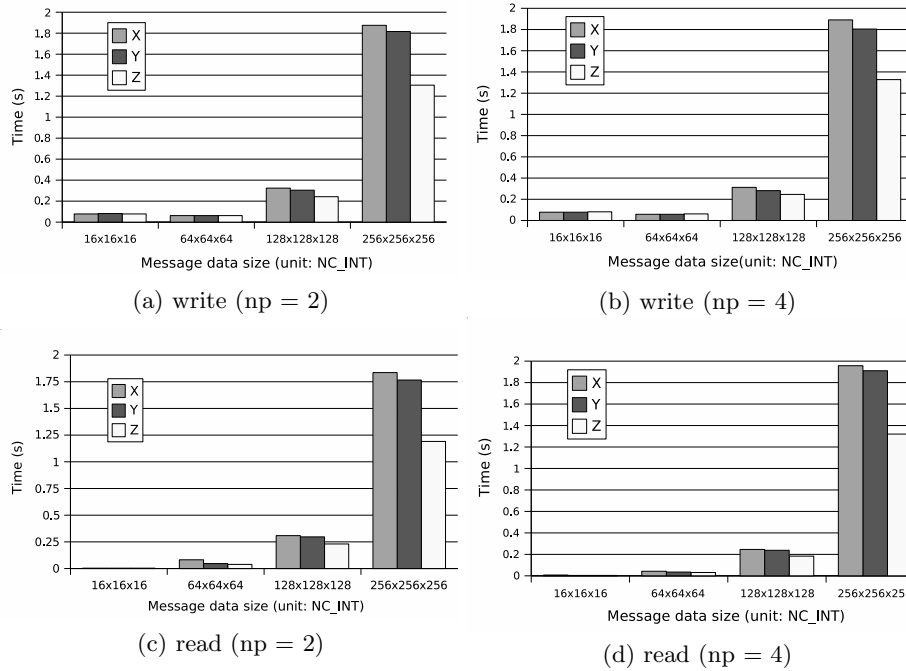 2
1.8
1.6
1.4
1.2
1
0.8
0.6
0.4
0.2
0
Time (s)
X
Y
Z
16x16x16 64x64x64 128x128x128 256x256x256
Message data size (unit: NC_INT)
(a) write (np = 2)
2
1.8
1.6
1.4
1.2
1
0.8
0.6
0.4
0.2
0
Time (s)
X
Y
Z
16x16x16 64x64x64 128x128x128 256x256x256
Message data size(unit: NC_INT)
(b) write (np = 4)
2
1.75
1.5
1.25
1
0.75
0.5
0.25
0
Time (s)
X
Y
Z
16x16x16 64x64x64 128x128x128 256x256x256
Message data size (unit: NC_INT)
(c) read (np = 2)
2
1.8
1.6
1.4
1.2
1
0.8
0.6
0.4
0.2
0
Time (s)
X
Y
Z
16x16x16 64x64x64 128x128x128 256x256x25
Message data size (unit: NC_INT)
(d) read (np = 4)